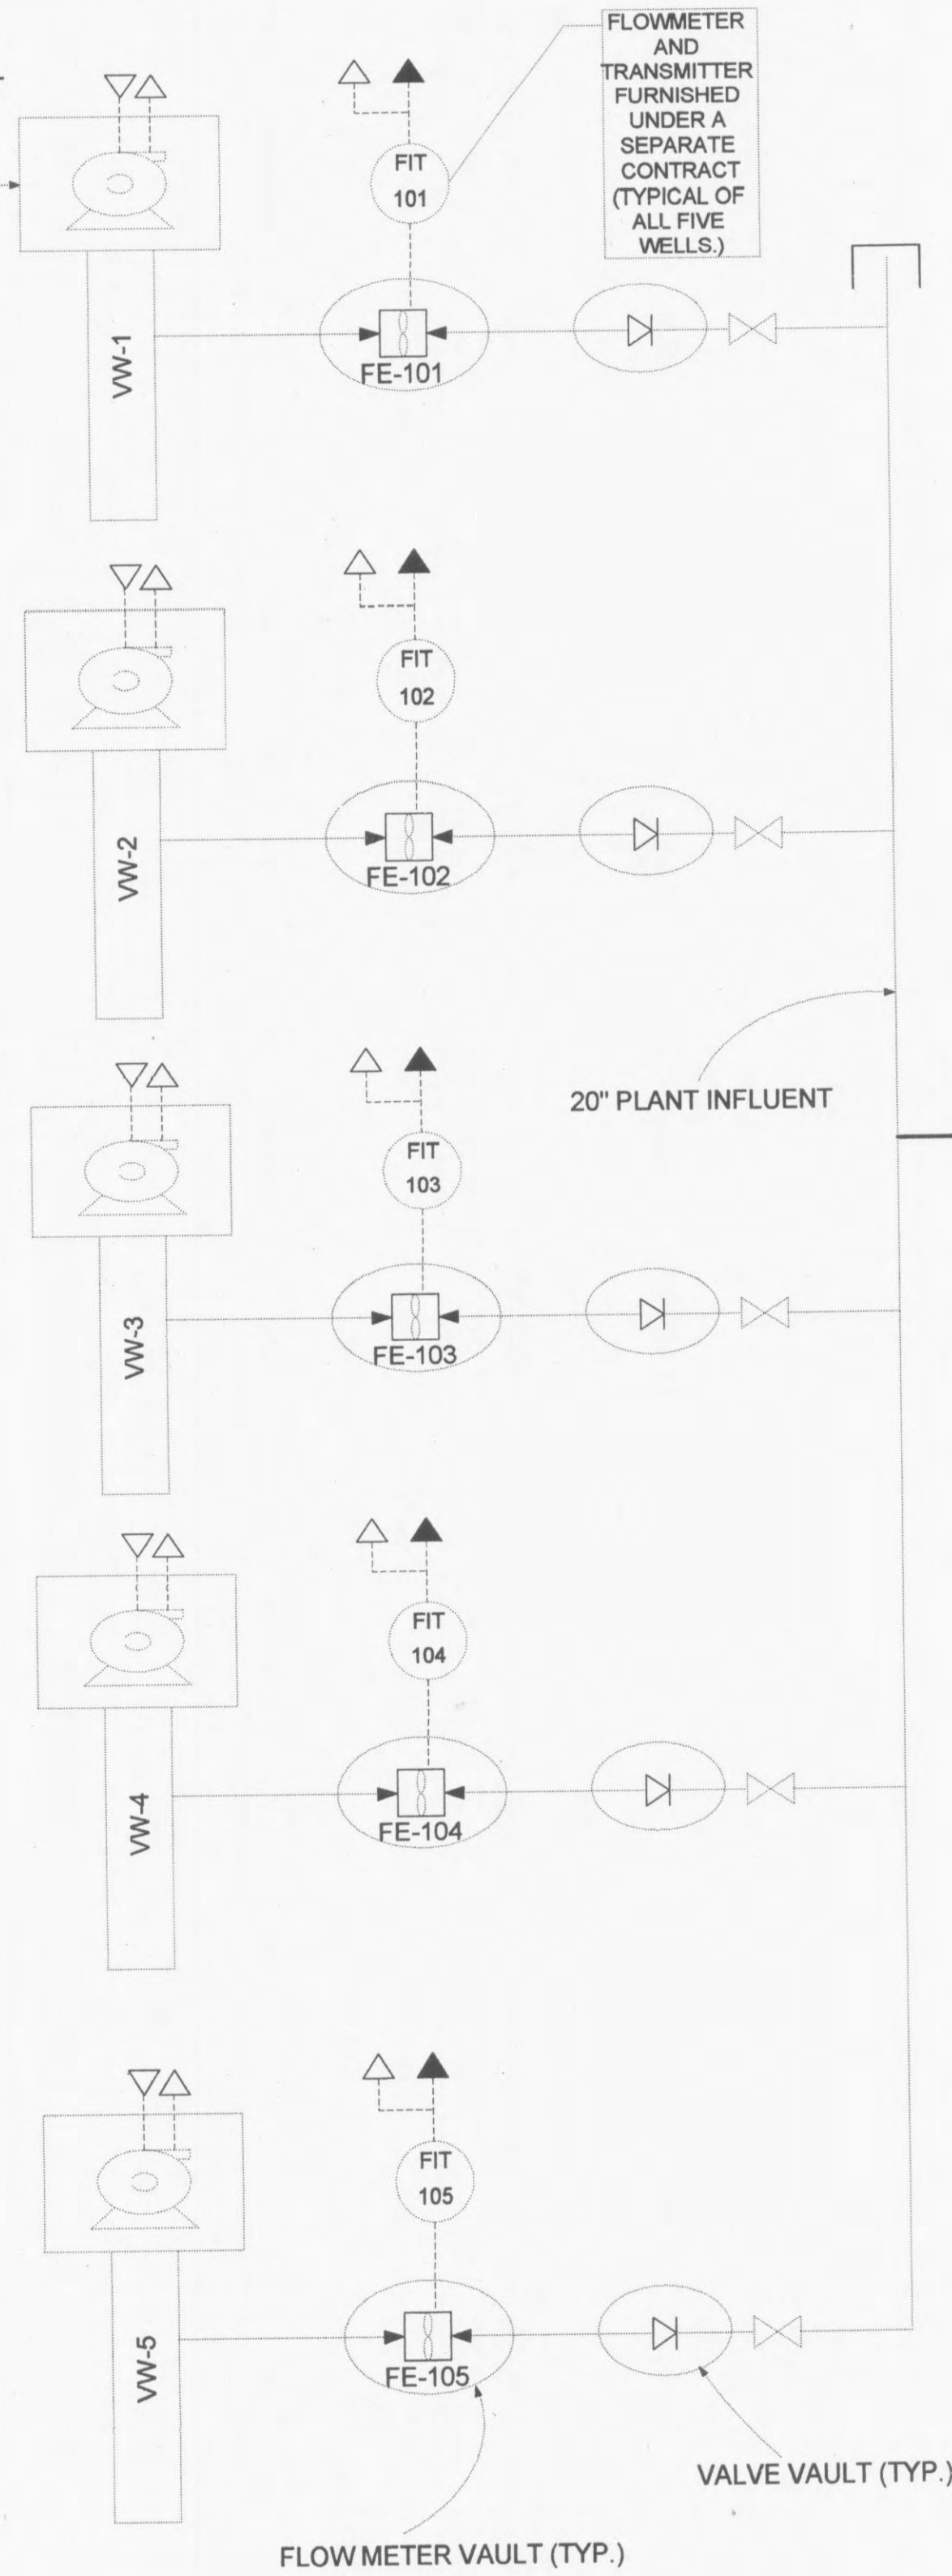 FLOWMETER
AND
TRANSMITTER
FURNISHED
UNDER A
SEPARATE
CONTRACT
(TYPICAL OF
ALL FIVE
WELLS.)
FIT
101
VW-1
FE-101
FIT
102
VW-2
FE-102
20" PLANT INFLUENT
FIT
103
VW-3
FE-103
FIT
104
VW-4
FE-104
FIT
105
VW-5
FE-105
VALVE VAULT (TYP.)
FLOW METER VAULT (TYP.)